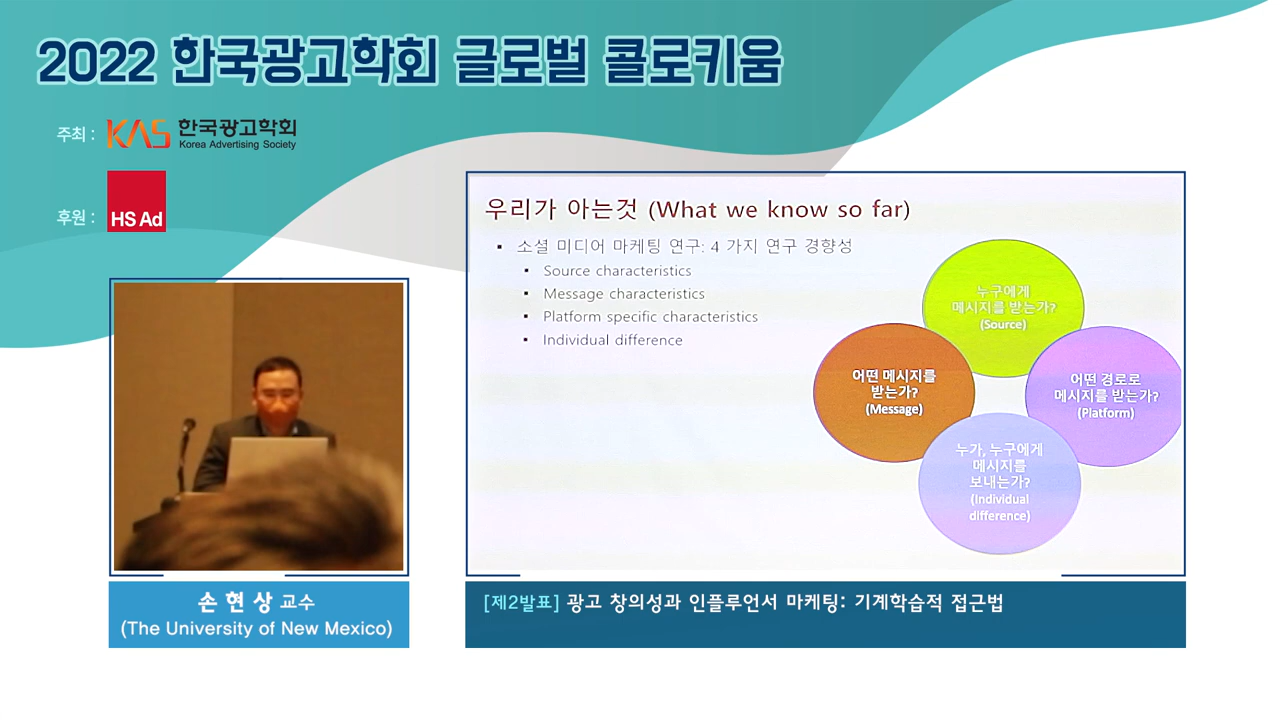 2022 한국광고학회 글로벌 콜로키움
주최 : KAS 한국광고학회
Korea Advertising Society
후원 : HS Ad
우리가 아는것 (What we know so far)
▪ 소셜 미디어 마케팅 연구: 4 가지 연구 경향성
▪ Source characteristics
▪ Message characteristics
▪ Platform specific characteristics
▪ Individual difference
누구에게
메시지를 받는가?
(Source)
어떤 메시지를
받는가?
(Message)
어떤 경로로
메시지를 받는가?
(Platform)
누가, 누구에게
메시지를
보내는가?
(Individual
difference)
손 현 상 교수
(The University of New Mexico)
[제2발표] 광고 창의성과 인플루언서 마케팅: 기계학습적 접근법